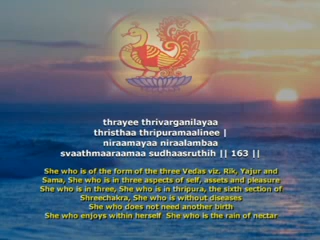 thrayee thrivarganilayaa
thristhaa thripuramaalinee |
niraamayaa niraalambaa
svaathmaaraamaa sudhaasruthih || 163 ||
She who is of the form of the three Vedas viz. Rik, Yajur and
Sama, She who is in three aspects of self, assets and pleasure
She who is in three, She who is in thripura, the sixth section of
Shreechakra, She who is without diseases
She who does not need another birth
She who enjoys within herself She who is the rain of nectar